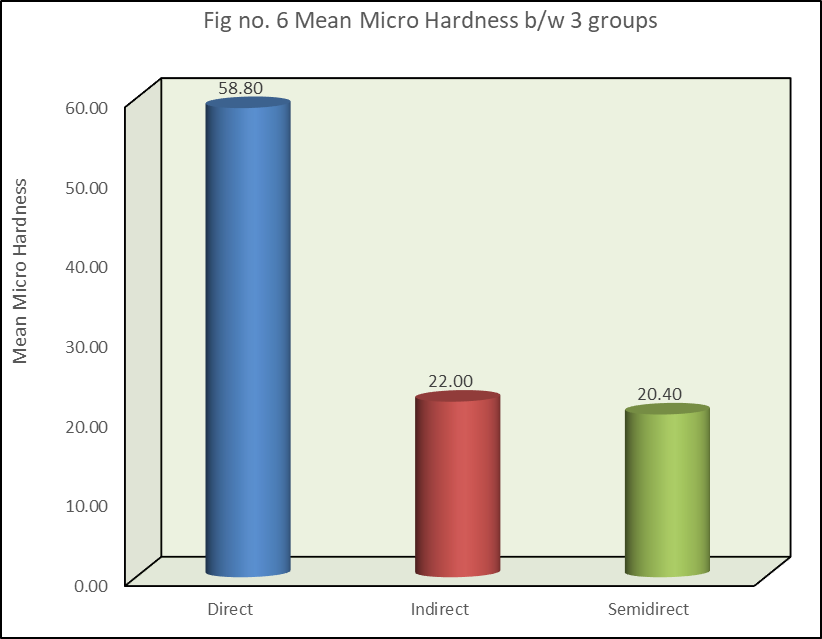 Fig no. 6 Mean Micro Hardness b/w 3 groups
Mean Micro Hardness
60.00
50.00
40.00
30.00
20.00
10.00
0.00
58.80
22.00
20.40
Direct
Indirect
Semidirect